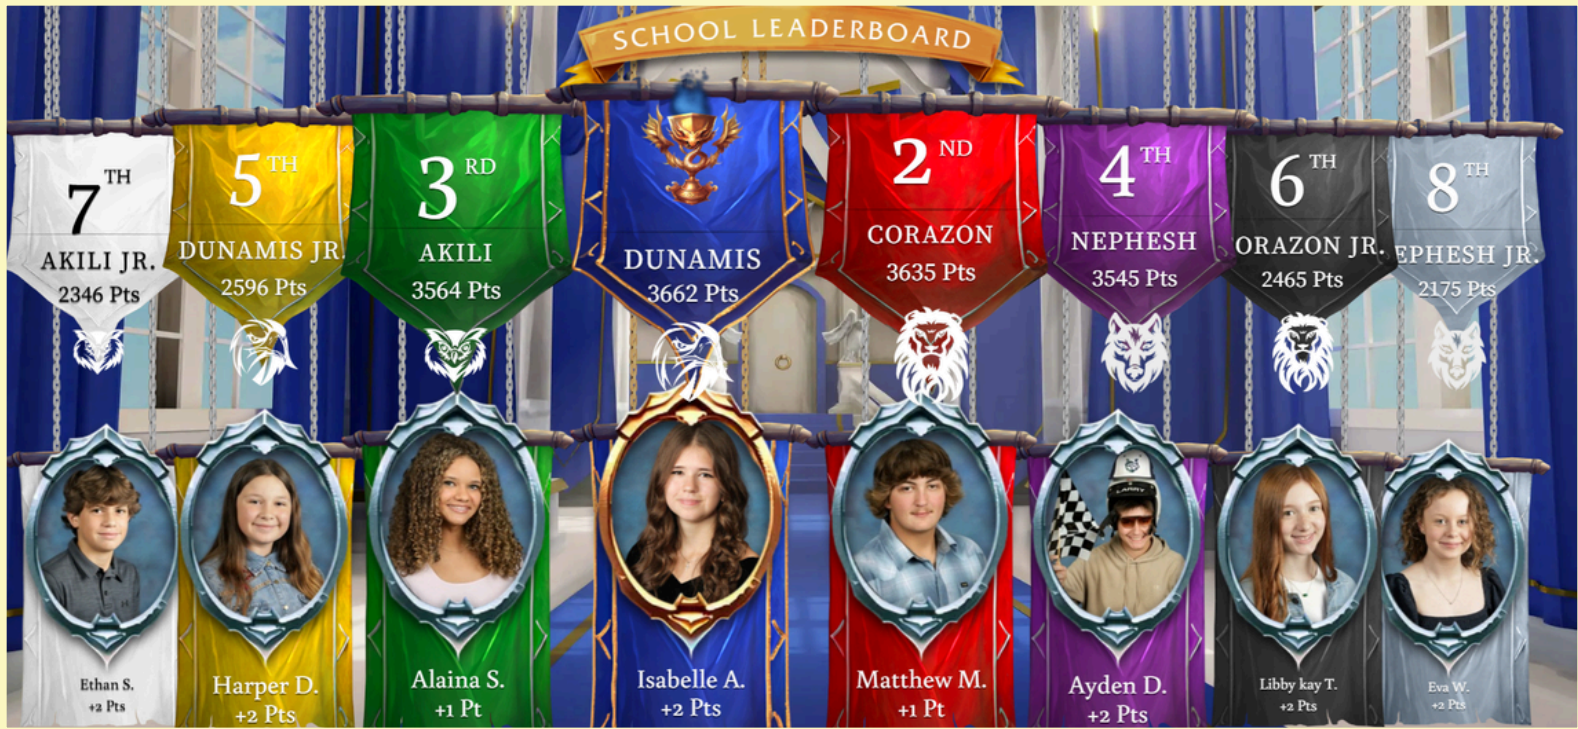 SCHOOL LEADERBOARD
7TH
AKILI JR.
2346 Pts
5TH
DUNAMIS JR.
2596 Pts
3RD
AKILI
3564 Pts
DUNAMIS
3662 Pts
2ND
CORAZON
3635 Pts
4TH
NEPHESH
3545 Pts
6TH
ORAZON JR.
2465 Pts
8TH
EPHESH JR.
2175 Pts
LARRY
Ethan S.
+2 Pts
Harper D.
+2 Pts
Alaina S.
+1 Pt
Isabelle A.
+2 Pts
Matthew M.
+1 Pt
Ayden D.
+2 Pts
Libby kay T.
+2 Pts
Eva W.
+2 Pts